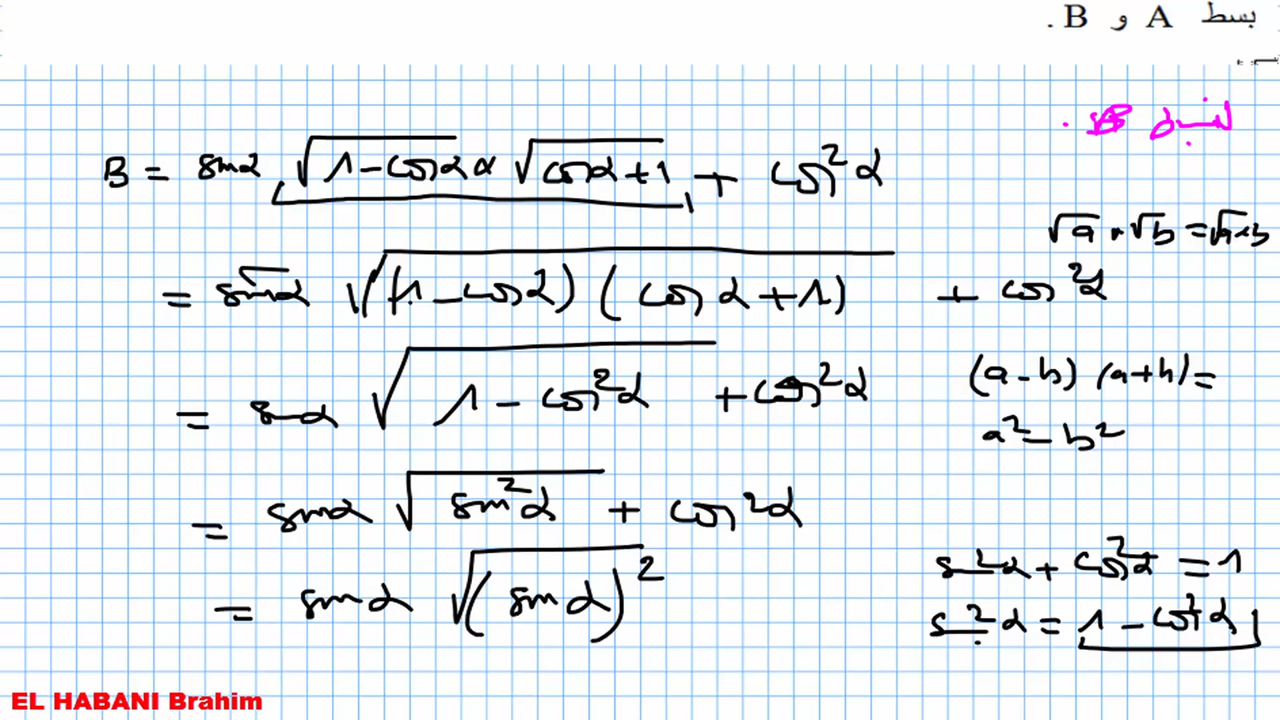 بسط A و B .
لنبسط B .
B = sinα √1-cosα × √cosα+1 + cos²α
√a × √b = √a×b
= sinα √(1-cosα)(cosα+1) + cos²α
= sinα √1-cos²α + cos²α
(a-b)(a+b)=
a²-b²
= sinα √sin²α + cos²α
= sinα √(sinα)²
sin²α + cos²α = 1
sin²α = 1-cos²α
EL HABANI Brahim